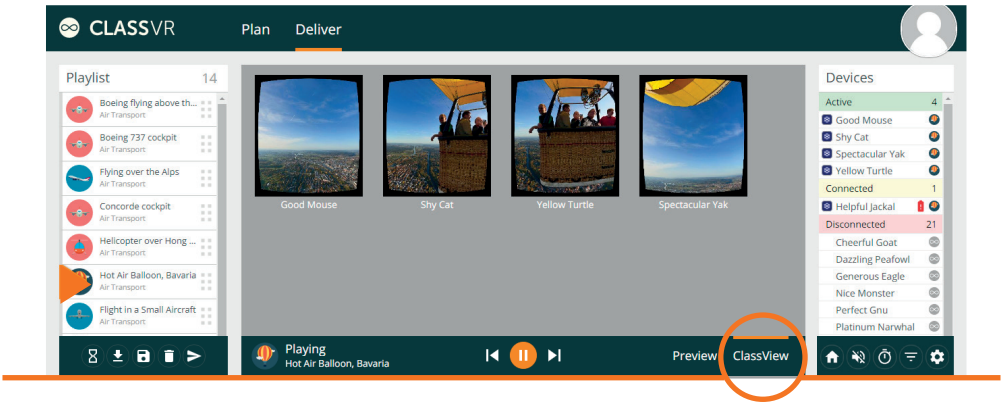 CLASSVR
Plan Deliver
Playlist 14
Boeing flying above th...
Air Transport
Boeing 737 cockpit
Air Transport
Flying over the Alps
Air Transport
Concorde cockpit
Air Transport
Helicopter over Hong ...
Air Transport
Hot Air Balloon, Bavaria
Air Transport
Flight in a Small Aircraft
Air Transport
Good Mouse
Shy Cat
Yellow Turtle
Spectacular Yak
Playing
Hot Air Balloon, Bavaria
Preview ClassView
Devices
Active 4
Good Mouse
Shy Cat
Spectacular Yak
Yellow Turtle
Connected 1
Helpful Jackal
Disconnected 21
Cheerful Goat
Dazzling Peafowl
Generous Eagle
Nice Monster
Perfect Gnu
Platinum Narwhal